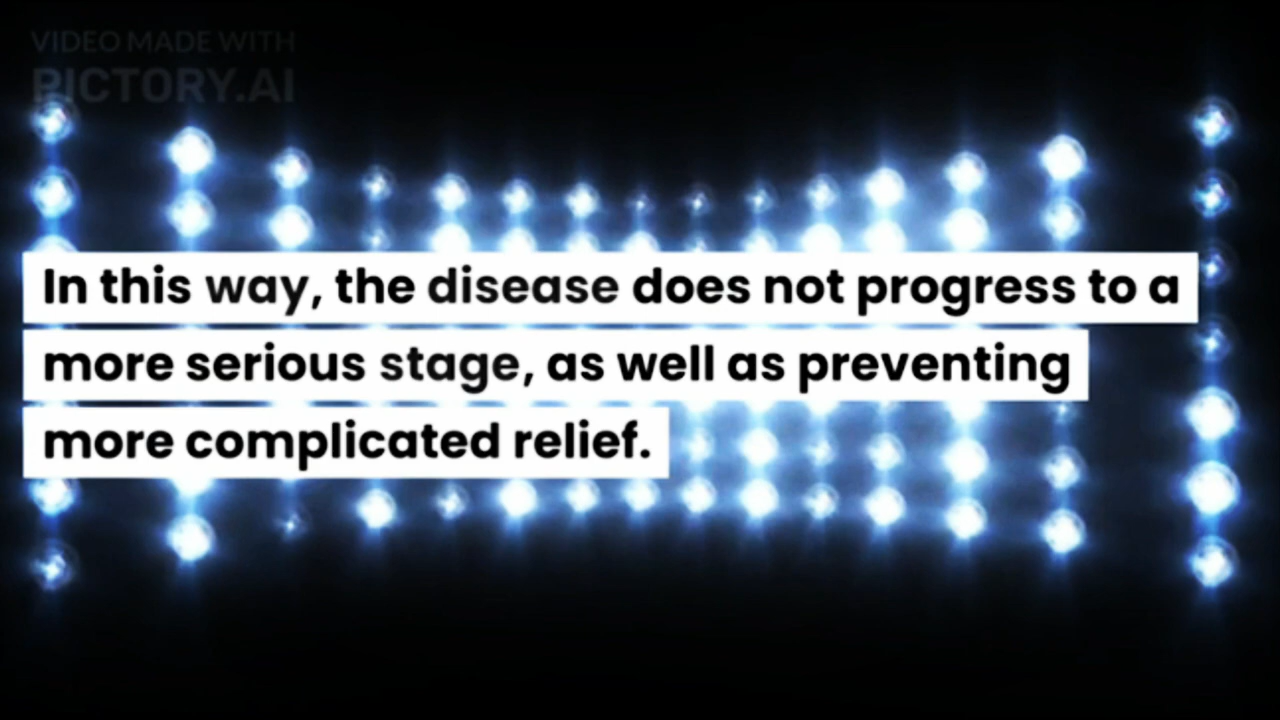 VIDEO MADE WITH
PICTORY.AI
In this way, the disease does not progress to a
more serious stage, as well as preventing
more complicated relief.